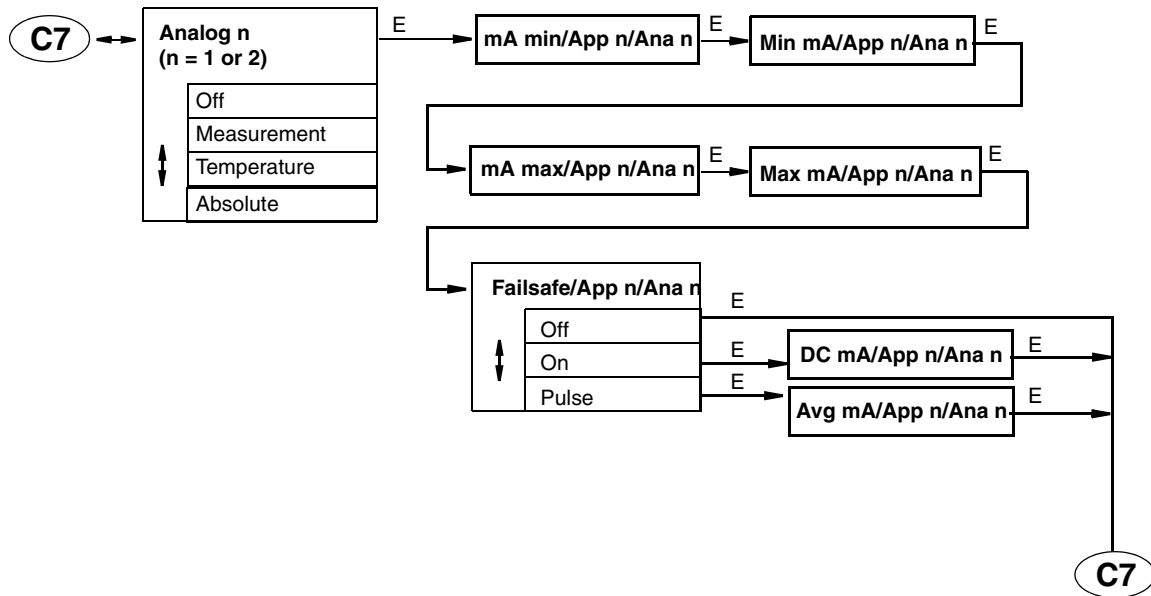 C7
Analog n
(n = 1 or 2)
Off
Measurement
Temperature
Absolute
E
mA min/App n/Ana n
E
Min mA/App n/Ana n
E
mA max/App n/Ana n
E
Max mA/App n/Ana n
E
Failsafe/App n/Ana n
Off
On
Pulse
E
E
DC mA/App n/Ana n
E
E
Avg mA/App n/Ana n
E
C7